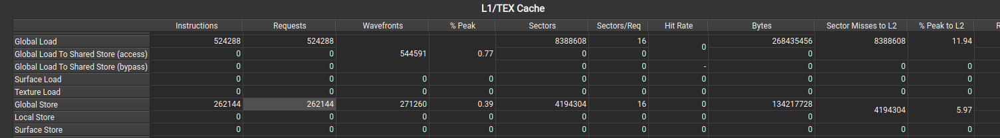 L1/TEX Cache
Instructions Requests Wavefronts % Peak Sectors Sectors/Req Hit Rate Bytes Sector Misses to L2 % Peak to L2 R
Global Load 524288 524288 8388608 16 268435456 8388608 11.94
Global Load To Shared Store (access) 0 0 544591 0.77 0 0 0 0
Global Load To Shared Store (bypass) 0 0 0 0 - 0 0 0
Surface Load 0 0 0 0 0 0 0 0 0 0
Texture Load 0 0 0 0 0 0 0 0 0 0
Global Store 262144 262144 271260 0.39 4194304 16 0 134217728 4194304 5.97
Local Store 0 0 0 0 0 0 0 0
Surface Store 0 0 0 0 0 0 0 0 0 0